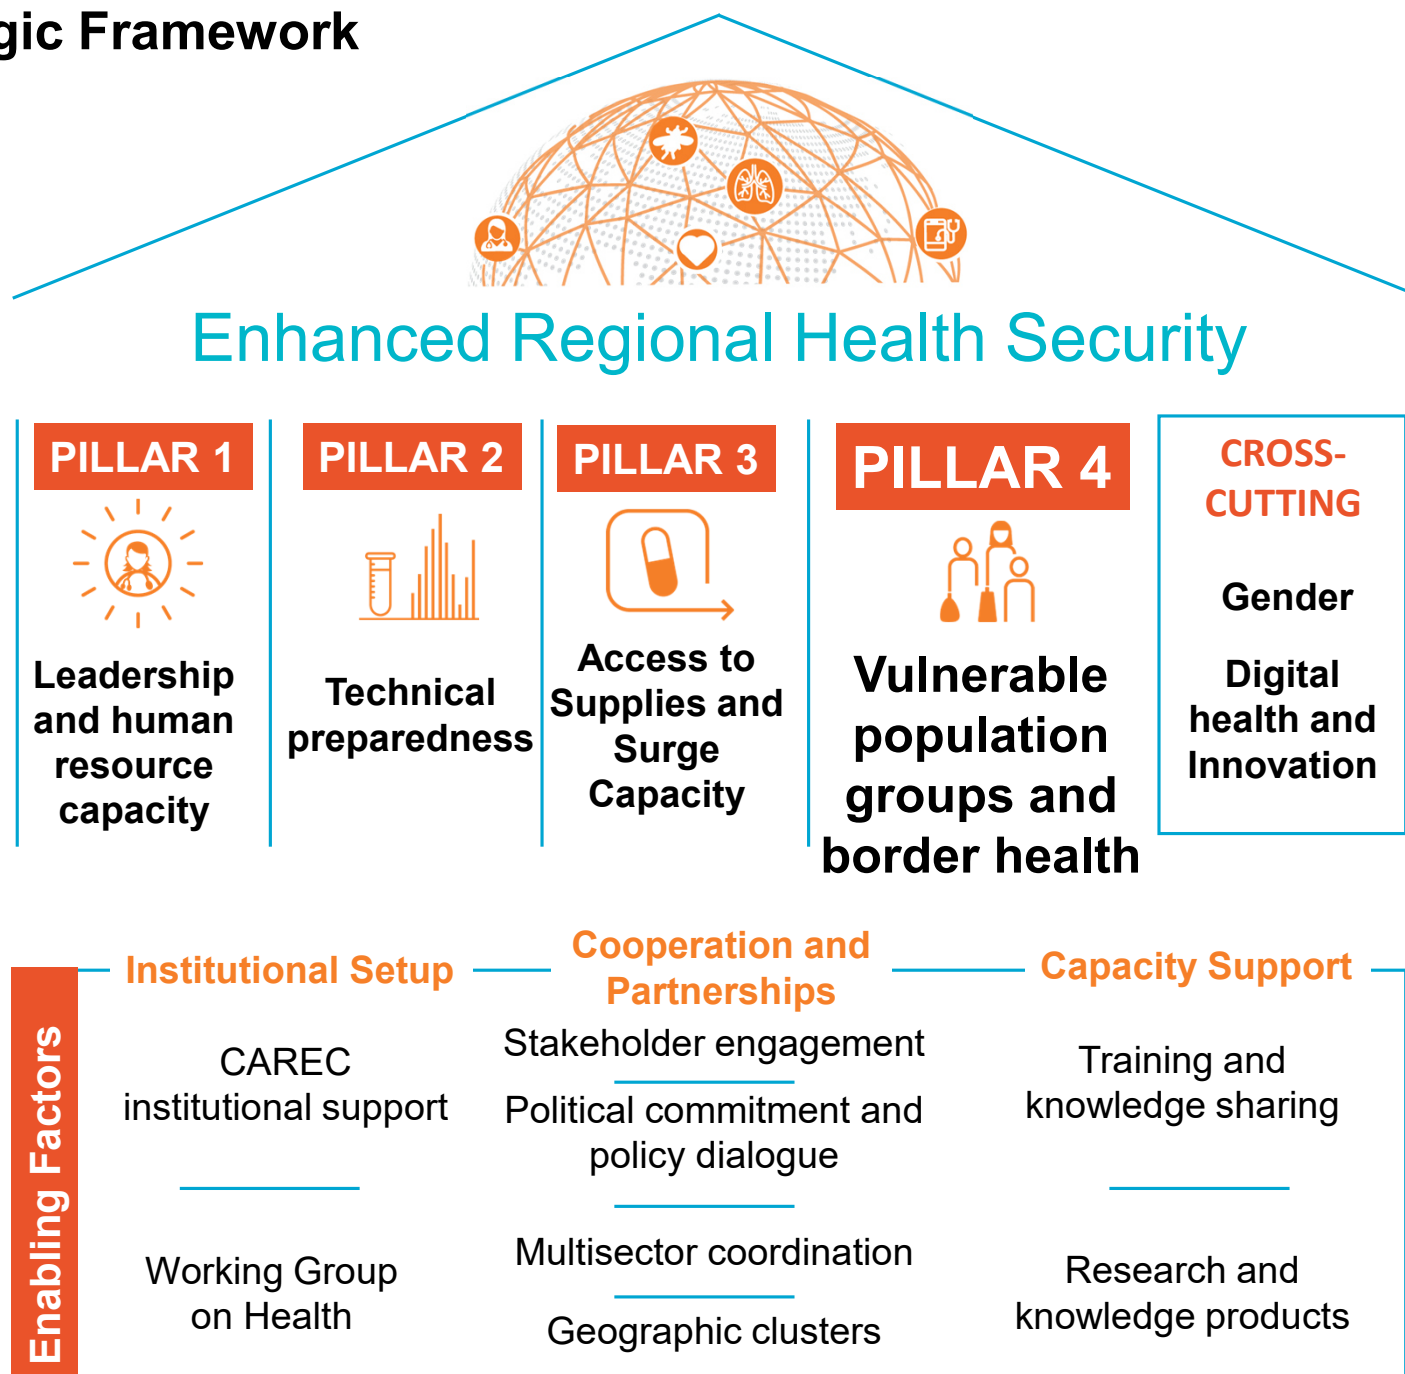 gic Framework
Enhanced Regional Health Security
PILLAR 1
Leadership
and human
resource
capacity
PILLAR 2
Technical
preparedness
PILLAR 3
Access to
Supplies and
Surge
Capacity
PILLAR 4
Vulnerable
population
groups and
border health
CROSS-
CUTTING
Gender
Digital
health and
Innovation
Enabling Factors
Institutional Setup
CAREC
institutional support
Working Group
on Health
Cooperation and
Partnerships
Stakeholder engagement
Political commitment and
policy dialogue
Multisector coordination
Geographic clusters
Capacity Support
Training and
knowledge sharing
Research and
knowledge products